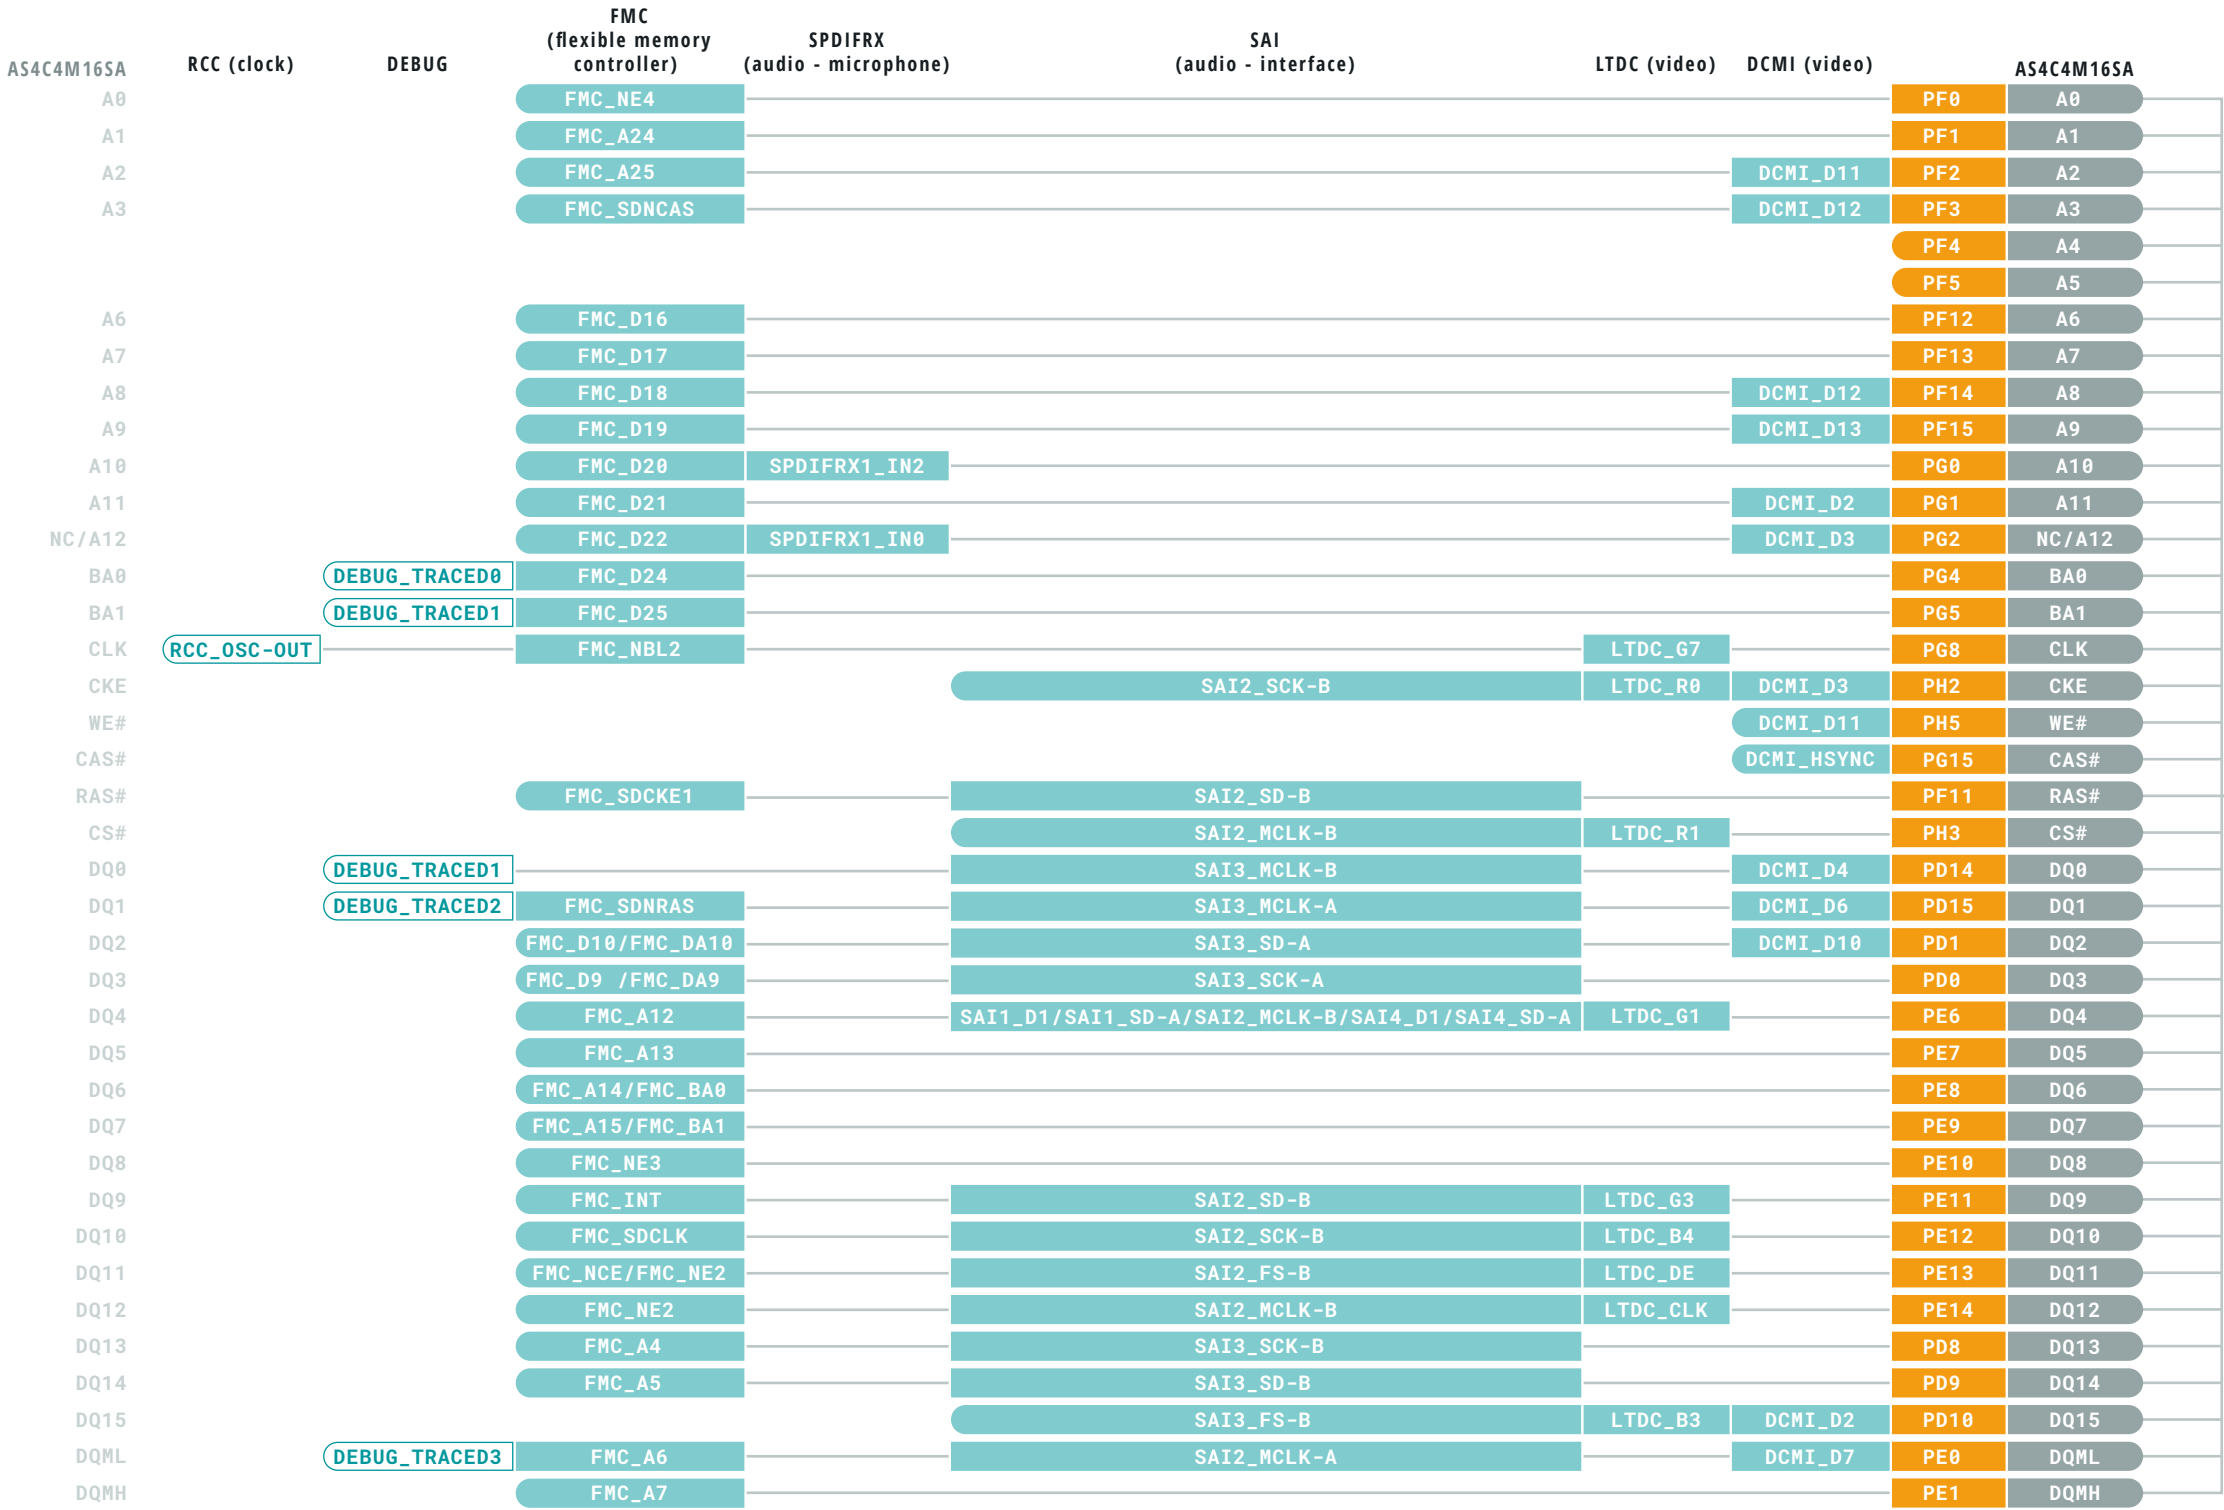 FMC
(flexible memory
controller)
SPDIFRX
(audio - microphone)
SAI
(audio - interface)
AS4C4M16SA RCC (clock) DEBUG LTDC (video) DCMI (video) AS4C4M16SA
A0 FMC_NE4 PF0 A0
A1 FMC_A24 PF1 A1
A2 FMC_A25 DCMI_D11 PF2 A2
A3 FMC_SDNCAS DCMI_D12 PF3 A3
PF4 A4
PF5 A5
A6 FMC_D16 PF12 A6
A7 FMC_D17 PF13 A7
A8 FMC_D18 DCMI_D12 PF14 A8
A9 FMC_D19 DCMI_D13 PF15 A9
A10 FMC_D20 SPDIFRX1_IN2 PG0 A10
A11 FMC_D21 DCMI_D2 PG1 A11
NC/A12 FMC_D22 SPDIFRX1_IN0 DCMI_D3 PG2 NC/A12
BA0 DEBUG_TRACED0 FMC_D24 PG4 BA0
BA1 DEBUG_TRACED1 FMC_D25 PG5 BA1
CLK RCC_OSC-OUT FMC_NBL2 LTDC_G7 PG8 CLK
CKE SAI2_SCK-B LTDC_R0 DCMI_D3 PH2 CKE
WE# DCMI_D11 PH5 WE#
CAS# DCMI_HSYNC PG15 CAS#
RAS# FMC_SDCKE1 SAI2_SD-B PF11 RAS#
CS# SAI2_MCLK-B LTDC_R1 PH3 CS#
DQ0 DEBUG_TRACED1 SAI3_MCLK-B DCMI_D4 PD14 DQ0
DQ1 DEBUG_TRACED2 FMC_SDNRAS SAI3_MCLK-A DCMI_D6 PD15 DQ1
DQ2 FMC_D10/FMC_DA10 SAI3_SD-A DCMI_D10 PD1 DQ2
DQ3 FMC_D9 /FMC_DA9 SAI3_SCK-A PD0 DQ3
DQ4 FMC_A12 SAI1_D1/SAI1_SD-A/SAI2_MCLK-B/SAI4_D1/SAI4_SD-A LTDC_G1 PE6 DQ4
DQ5 FMC_A13 PE7 DQ5
DQ6 FMC_A14/FMC_BA0 PE8 DQ6
DQ7 FMC_A15/FMC_BA1 PE9 DQ7
DQ8 FMC_NE3 PE10 DQ8
DQ9 FMC_INT SAI2_SD-B LTDC_G3 PE11 DQ9
DQ10 FMC_SDCLK SAI2_SCK-B LTDC_B4 PE12 DQ10
DQ11 FMC_NCE/FMC_NE2 SAI2_FS-B LTDC_DE PE13 DQ11
DQ12 FMC_NE2 SAI2_MCLK-B LTDC_CLK PE14 DQ12
DQ13 FMC_A4 SAI3_SCK-B PD8 DQ13
DQ14 FMC_A5 SAI3_SD-B PD9 DQ14
DQ15 SAI3_FS-B LTDC_B3 DCMI_D2 PD10 DQ15
DQML DEBUG_TRACED3 FMC_A6 SAI2_MCLK-A DCMI_D7 PE0 DQML
DQMH FMC_A7 PE1 DQMH